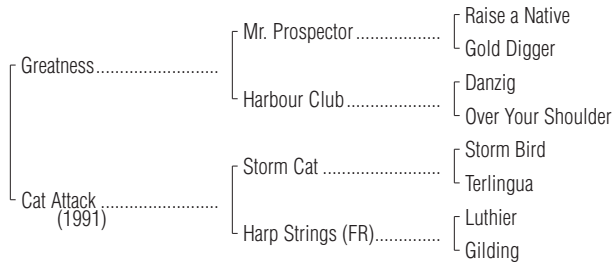 Raise a Native
Mr. Prospector..................
Gold Digger
Greatness..........................
Danzig
Harbour Club....................
Over Your Shoulder
Storm Bird
Storm Cat .........................
Terlingua
Cat Attack .........................
(1991)
Luthier
Harp Strings (FR)..............
Gilding